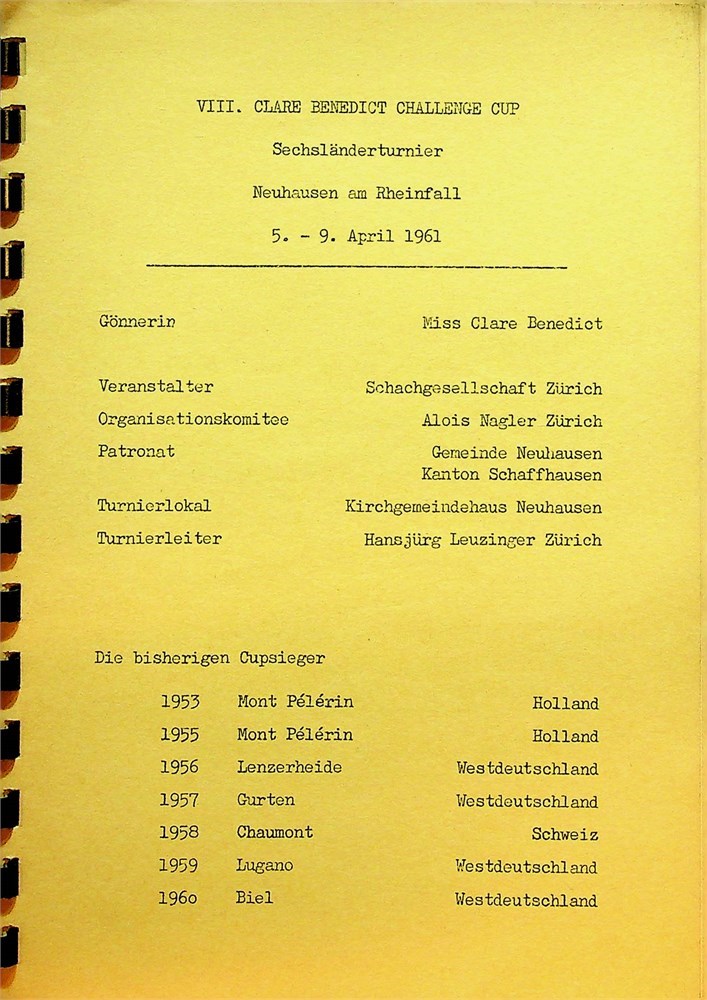 VIII. CLARE BENEDICT CHALLENGE CUP
Sechsländerturnier
Neuhausen am Rheinfall
5. - 9. April 1961
Gönnerin Miss Clare Benedict
Veranstalter Schachgesellschaft Zürich
Organisationskomitee Alois Nagler Zürich
Patronat Gemeinde Neuhausen
Kanton Schaffhausen
Turnierlokal Kirchgemeindehaus Neuhausen
Turnierleiter Hansjürg Leuzinger Zürich
Die bisherigen Cupsieger
1953 Mont Pélérin Holland
1955 Mont Pélérin Holland
1956 Lenzerheide Westdeutschland
1957 Gurten Westdeutschland
1958 Chaumont Schweiz
1959 Lugano Westdeutschland
1960 Biel Westdeutschland